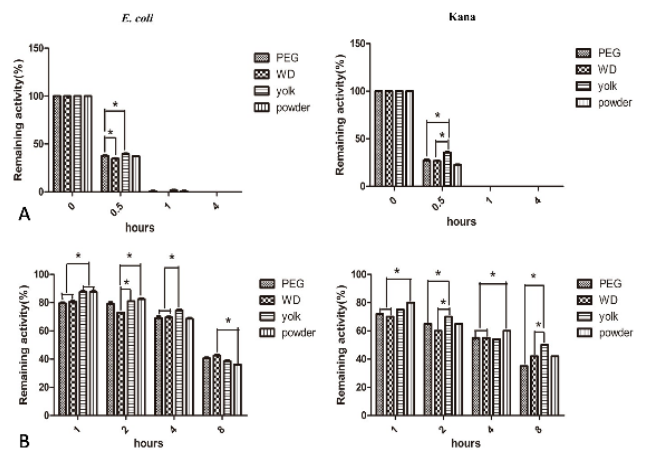 E. coli
Kana
Remaining activity(%)
150
100
50
0
0
0.5
1
4
hours
PEG
WD
yolk
powder
*
*
A
Remaining activity(%)
150
100
50
0
0
0.5
1
4
hours
PEG
WD
yolk
powder
*
*
Remaining activity(%)
100
80
60
40
20
0
1
2
4
8
hours
PEG
WD
yolk
powder
*
*
*
*
*
B
Remaining activity(%)
100
80
60
40
20
0
1
2
4
8
hours
PEG
WD
yolk
powder
*
*
*
*
*
*